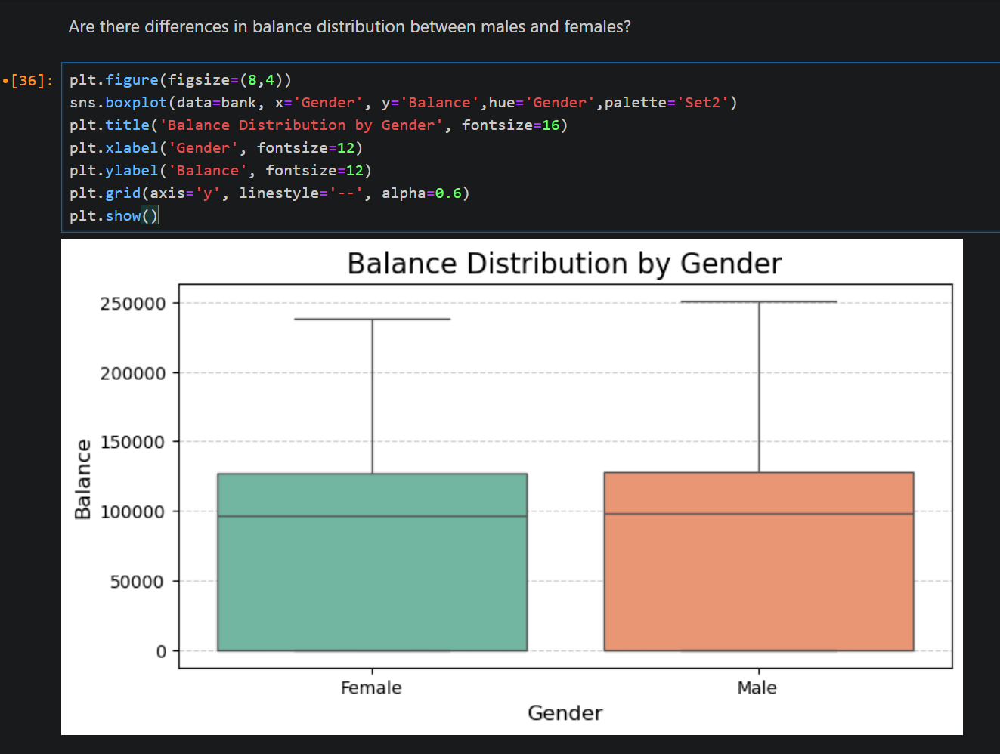 Are there differences in balance distribution between males and females?
•[36]:
plt.figure(figsize=(8,4))
sns.boxplot(data=bank, x='Gender', y='Balance',hue='Gender',palette='Set2')
plt.title('Balance Distribution by Gender', fontsize=16)
plt.xlabel('Gender', fontsize=12)
plt.ylabel('Balance', fontsize=12)
plt.grid(axis='y', linestyle='--', alpha=0.6)
plt.show()
Balance Distribution by Gender
Balance
250000
200000
150000
100000
50000
0
Female
Male
Gender